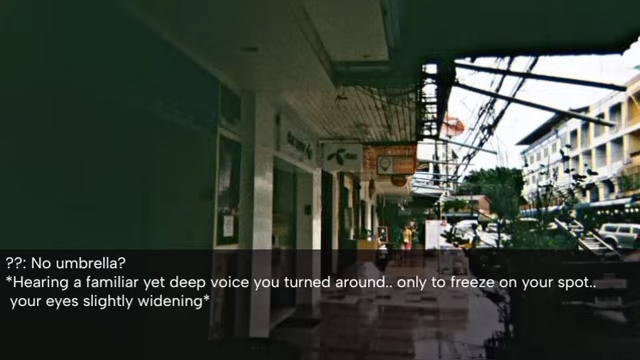 ??: No umbrella?
*Hearing a familiar yet deep voice you turned around.. only to freeze on your spot..
your eyes slightly widening*